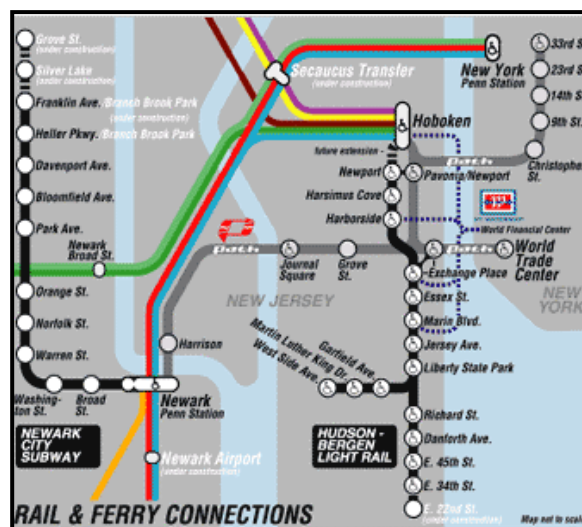 Grove St.
(under construction)
Silver Lake
(under construction)
Franklin Ave./Branch Brook Park
(under construction)
Heller Pkwy./Branch Brook Park
Davenport Ave.
Bloomfield Ave.
Park Ave.
Newark
Broad St.
Orange St.
Norfolk St.
Warren St.
Washing-
ton St.
Broad
St.
Newark
Penn Station
Harrison
NEWARK
CITY
SUBWAY
Newark Airport
(under construction)
Secaucus Transfer
(under construction)
New York
Penn Station
33rd S
23rd S
14th S
9th St.
Christopher
St.
Hoboken
future extension
path
Newport
Pavonia/Newport
Harsimus Cove
Harborside
World Financial Center
path
Journal
Square
Grove
St.
path
World
Trade
Center
Exchange Place
NEW JERSEY
NEW
YORK
Essex St.
Marin Blvd.
Jersey Ave.
Liberty State Park
Garfield Ave.
Martin Luther King Dr.
West Side Ave.
HUDSON -
BERGEN
LIGHT RAIL
Richard St.
Danforth Ave.
E. 45th St.
E. 34th St.
E. 22nd St.
(under construction)
RAIL & FERRY CONNECTIONS
Map not to scale